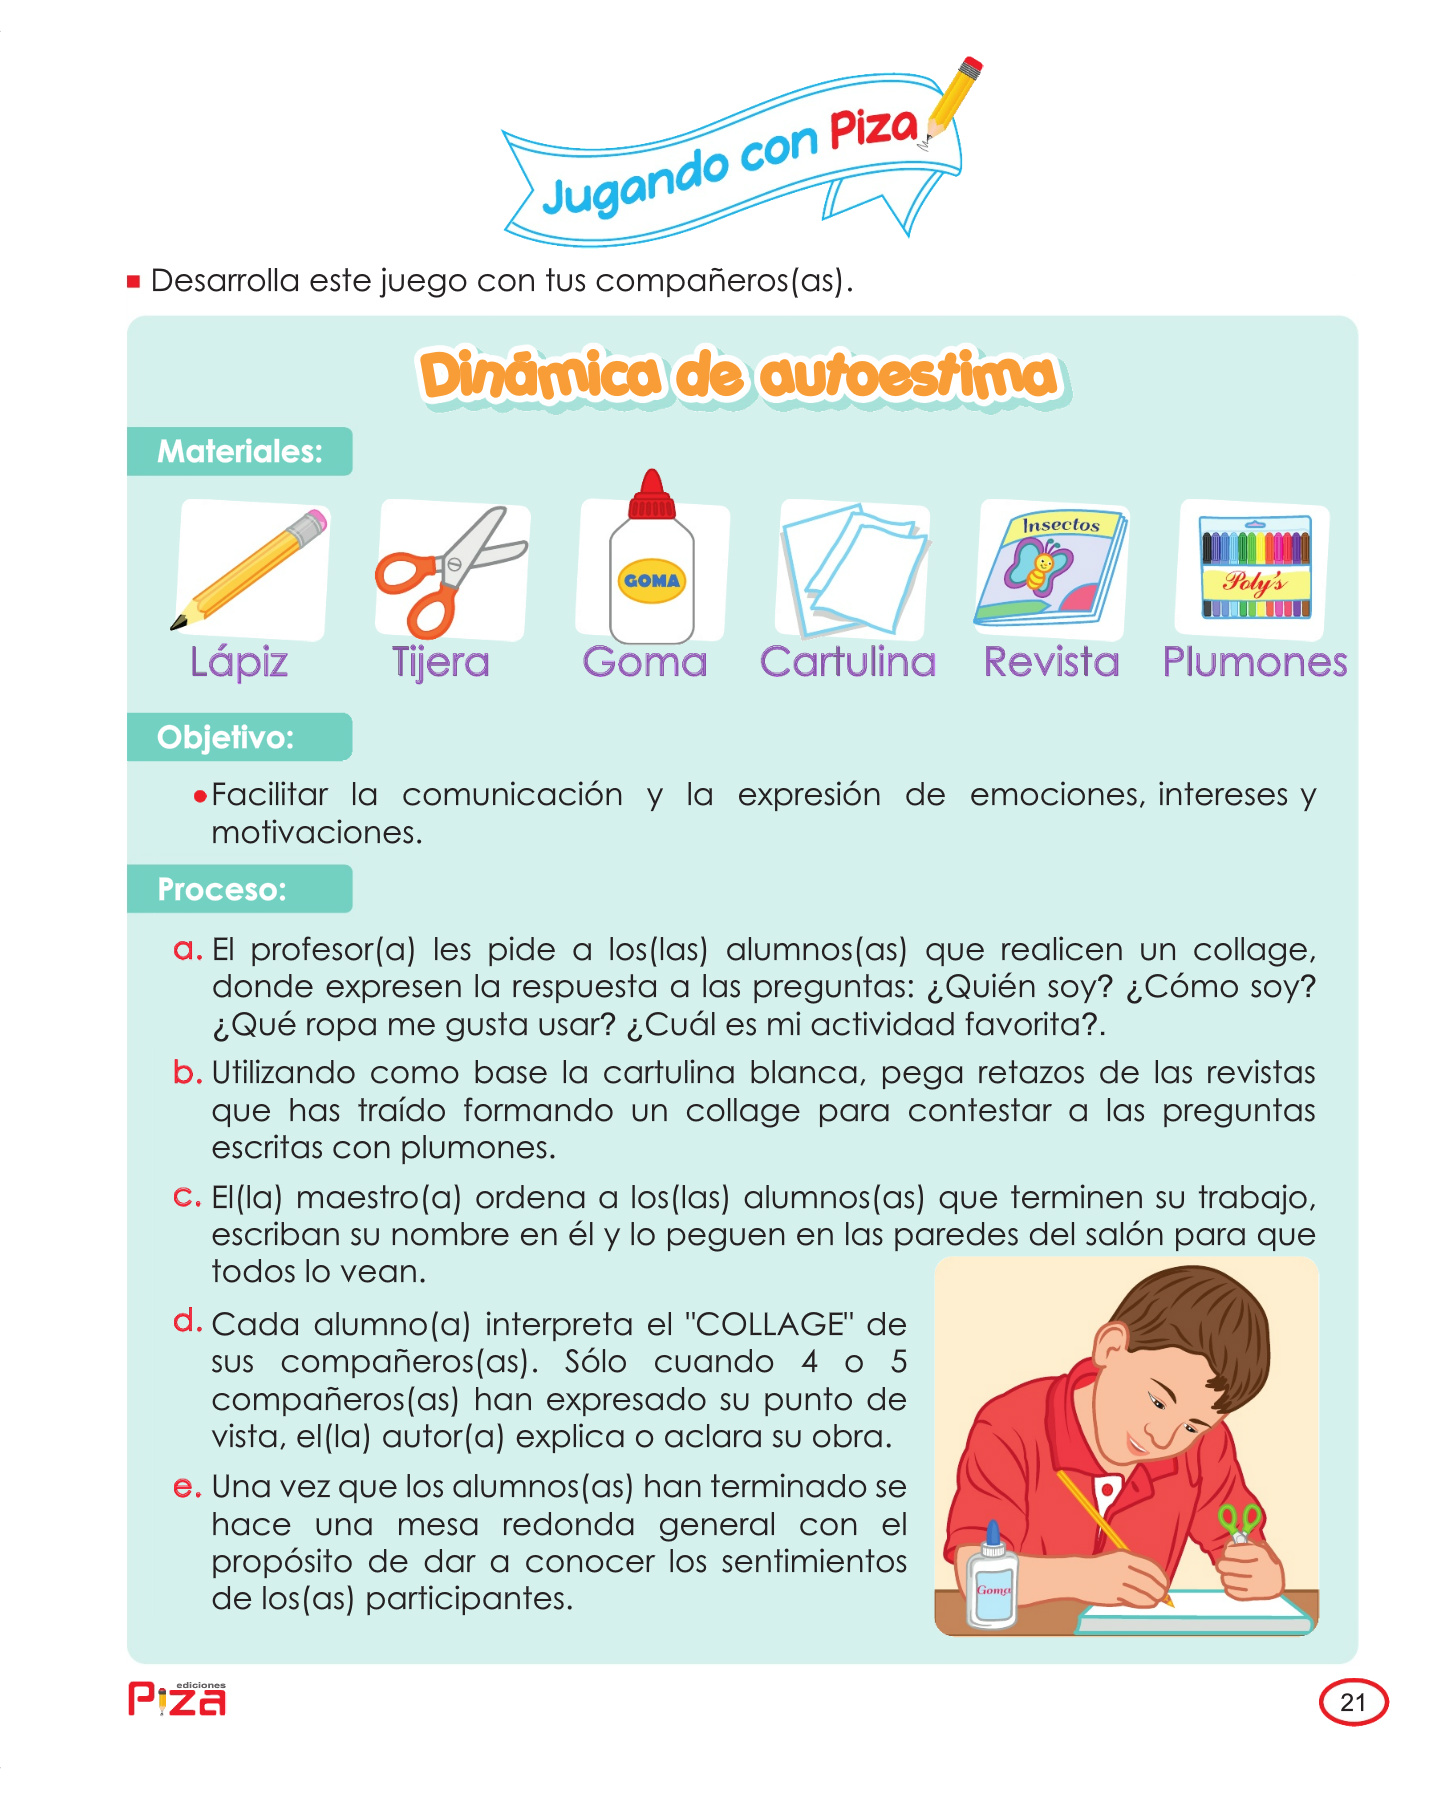 Jugando con Piza
Desarrolla este juego con tus compañeros(as).
Dinámica de autoestima
Materiales:
GOMA
Insectos
Poly's
Lápiz Tijera Goma Cartulina Revista Plumones
Objetivo:
Facilitar la comunicación y la expresión de emociones, intereses y
motivaciones.
Proceso:
a. El profesor(a) les pide a los(las) alumnos(as) que realicen un collage,
donde expresen la respuesta a las preguntas: ¿Quién soy? ¿Cómo soy?
¿Qué ropa me gusta usar? ¿Cuál es mi actividad favorita?.
b. Utilizando como base la cartulina blanca, pega retazos de las revistas
que has traído formando un collage para contestar a las preguntas
escritas con plumones.
c. El(la) maestro(a) ordena a los(las) alumnos(as) que terminen su trabajo,
escriban su nombre en él y lo peguen en las paredes del salón para que
todos lo vean.
d. Cada alumno(a) interpreta el "COLLAGE" de
sus compañeros(as). Sólo cuando 4 o 5
compañeros(as) han expresado su punto de
vista, el(la) autor(a) explica o aclara su obra.
e. Una vez que los alumnos(as) han terminado se
hace una mesa redonda general con el
propósito de dar a conocer los sentimientos
de los(as) participantes.
Goma
ediciones
Piza
21